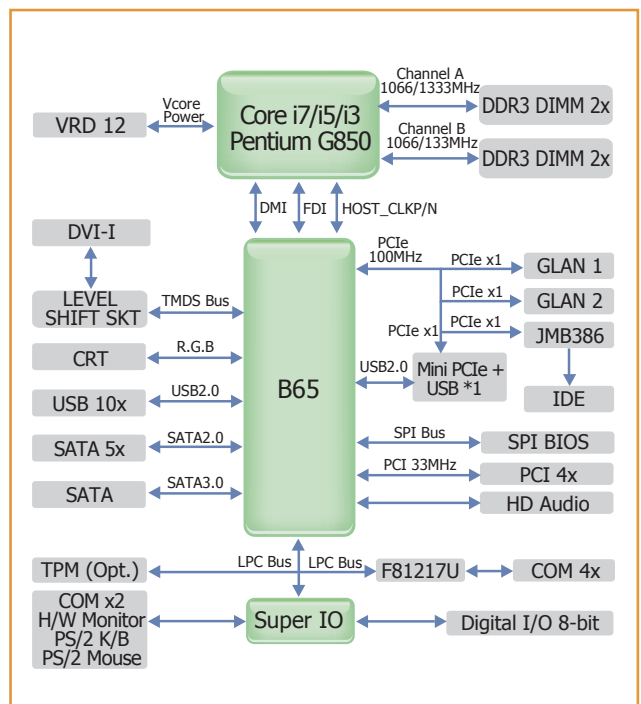 Channel A
1066/1333MHz
Vcore
Power
Core i7/i5/i3
Pentium G850
VRD 12
DDR3 DIMM 2x
Channel B
1066/133MHz
DDR3 DIMM 2x
DMI
FDI
HOST_CLKP/N
DVI-I
PCIe
100MHz
PCIe x1
GLAN 1
LEVEL
SHIFT SKT
TMDS Bus
PCIe x1
GLAN 2
PCIe x1
PCIe x1
JMB386
CRT
R.G.B
B65
USB2.0
Mini PCIe +
USB *1
IDE
USB 10x
USB2.0
SATA 5x
SATA2.0
SPI Bus
SPI BIOS
PCI 33MHz
PCI 4x
SATA
SATA3.0
HD Audio
TPM (Opt.)
LPC Bus
LPC Bus
F81217U
COM 4x
COM x2
H/W Monitor
PS/2 K/B
PS/2 Mouse
Super IO
Digital I/O 8-bit